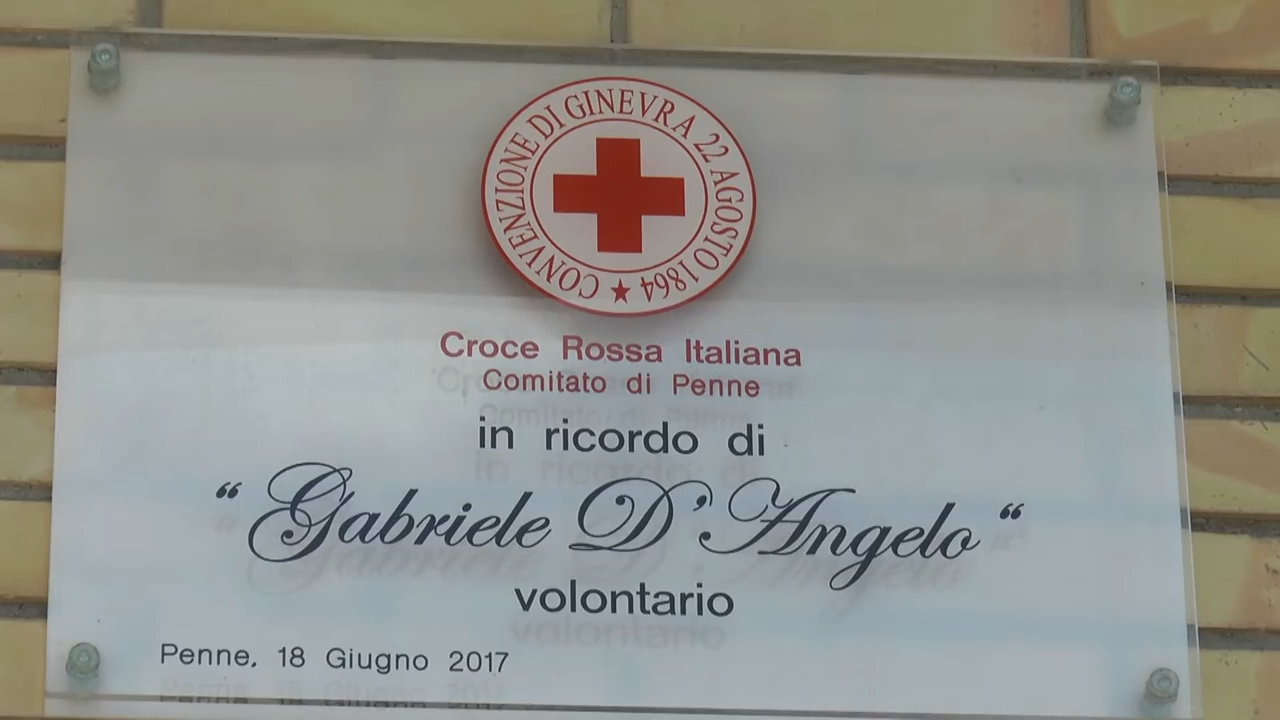 CONVENZIONE DI GINEVRA 22 AGOSTO 1864 ★
Croce Rossa Italiana
Comitato di Penne
in ricordo di
“Gabriele D’Angelo“
volontario
Penne, 18 Giugno 2017